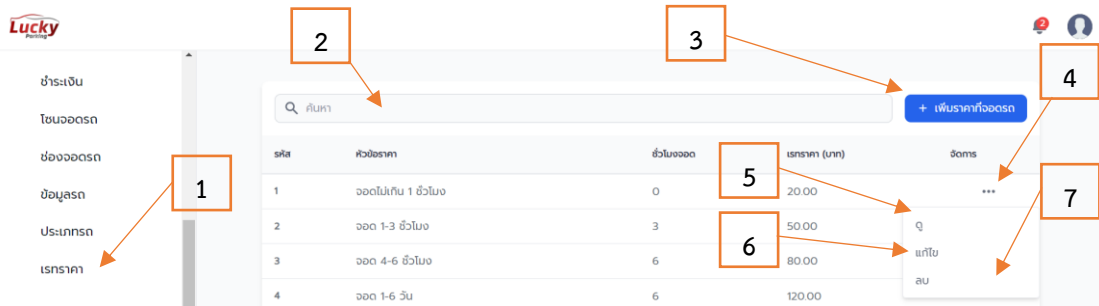 Lucky
Parking
2
2
3
4
ชำระเงิน
โซนจอดรถ
ช่องจอดรถ
ข้อมูลรถ
ประเภทรถ
เรทราคา
1
ค้นหา
+ เพิ่มราคาที่จอดรถ
รหัส หัวข้อราคา ชั่วโมงจอด เรทราคา (บาท) จัดการ
1 จอดไม่เกิน 1 ชั่วโมง 0 20.00 •••
2 จอด 1-3 ชั่วโมง 3 50.00
3 จอด 4-6 ชั่วโมง 6 80.00
4 จอด 1-6 วัน 6 120.00
5
6
7
ดู
แก้ไข
ลบ